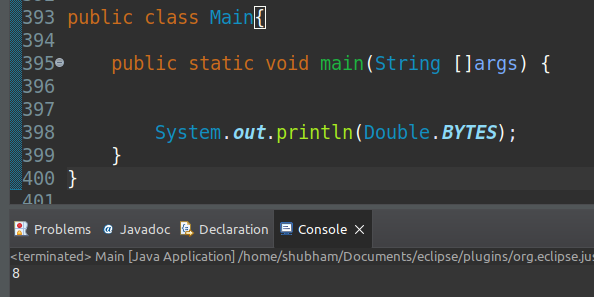 393 public class Main{
394
395 public static void main(String []args) {
396
397
398 System.out.println(Double.BYTES);
399 }
400 }
401
Problems @ Javadoc Declaration Console
<terminated> Main [Java Application] /home/shubham/Documents/eclipse/plugins/org.eclipse.jus
8